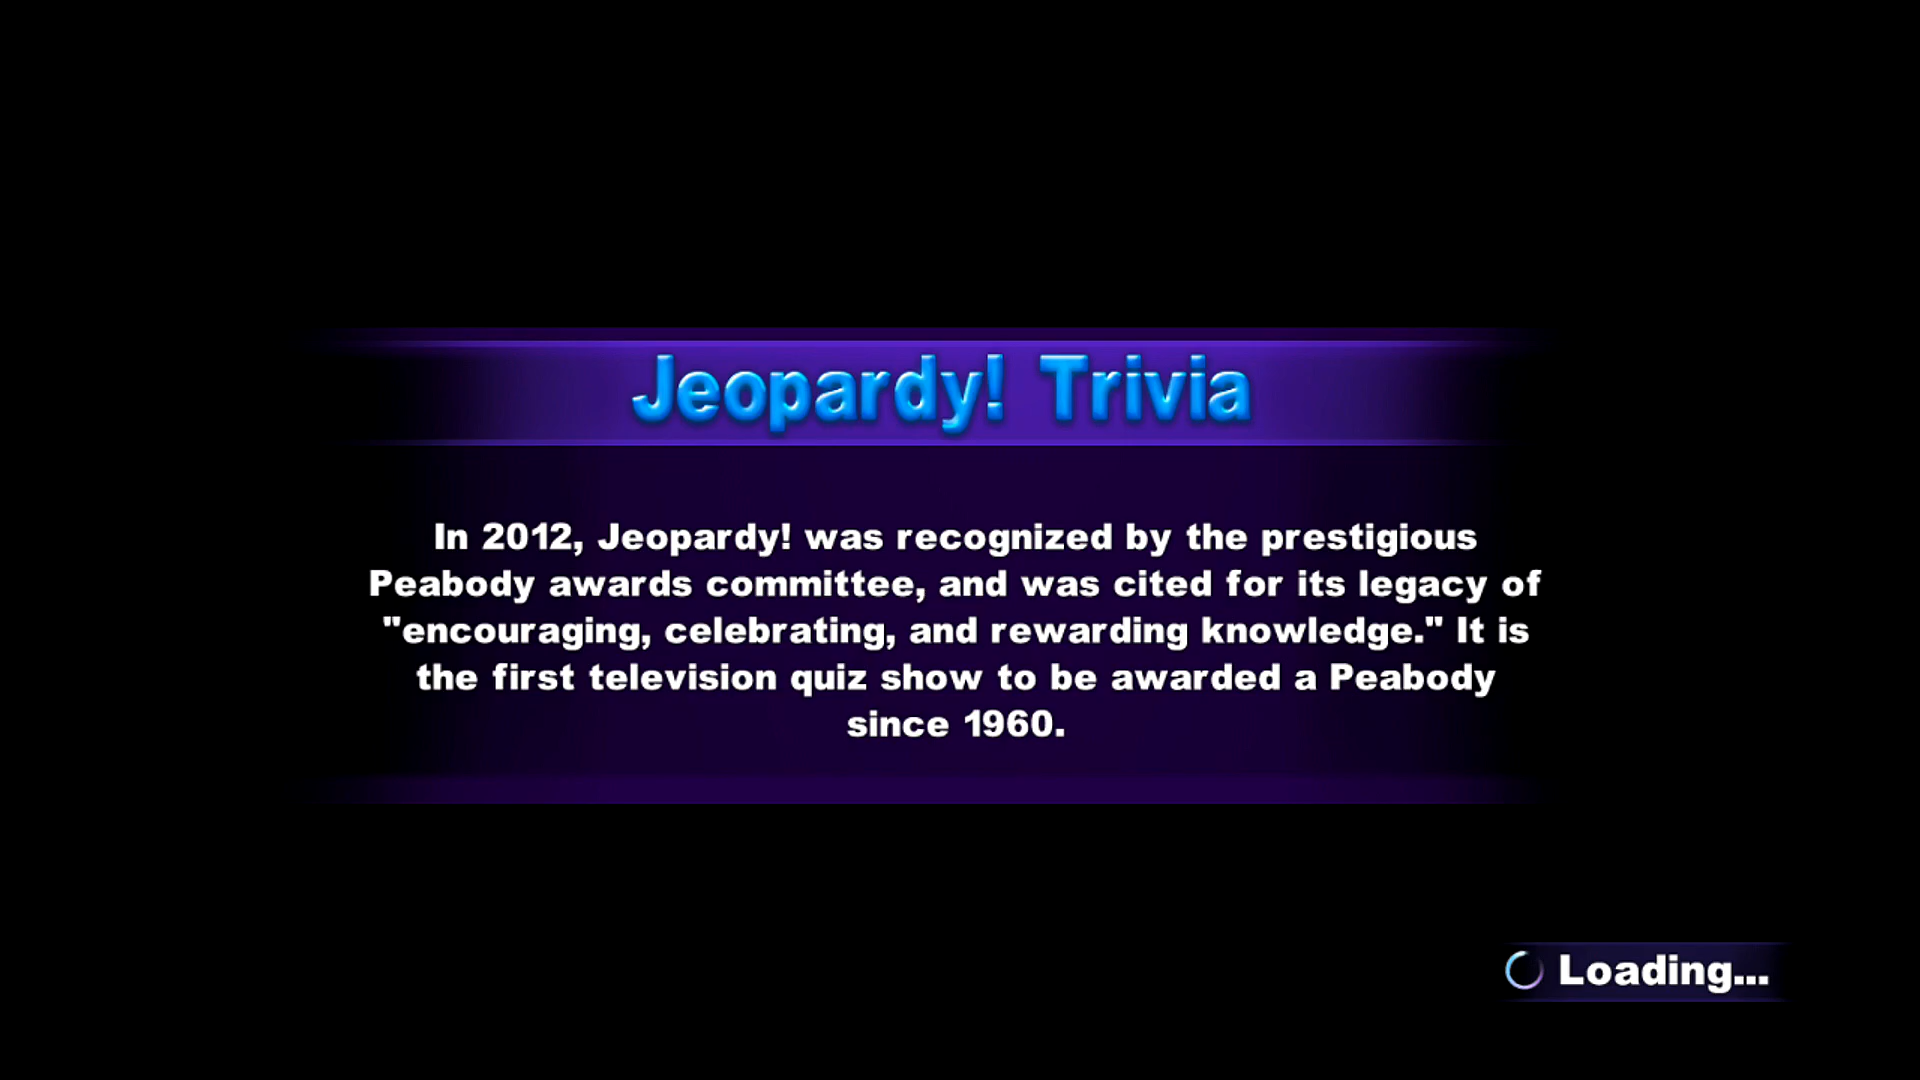 Jeopardy! Trivia
In 2012, Jeopardy! was recognized by the prestigious
Peabody awards committee, and was cited for its legacy of
"encouraging, celebrating, and rewarding knowledge." It is
the first television quiz show to be awarded a Peabody
since 1960.
Loading...